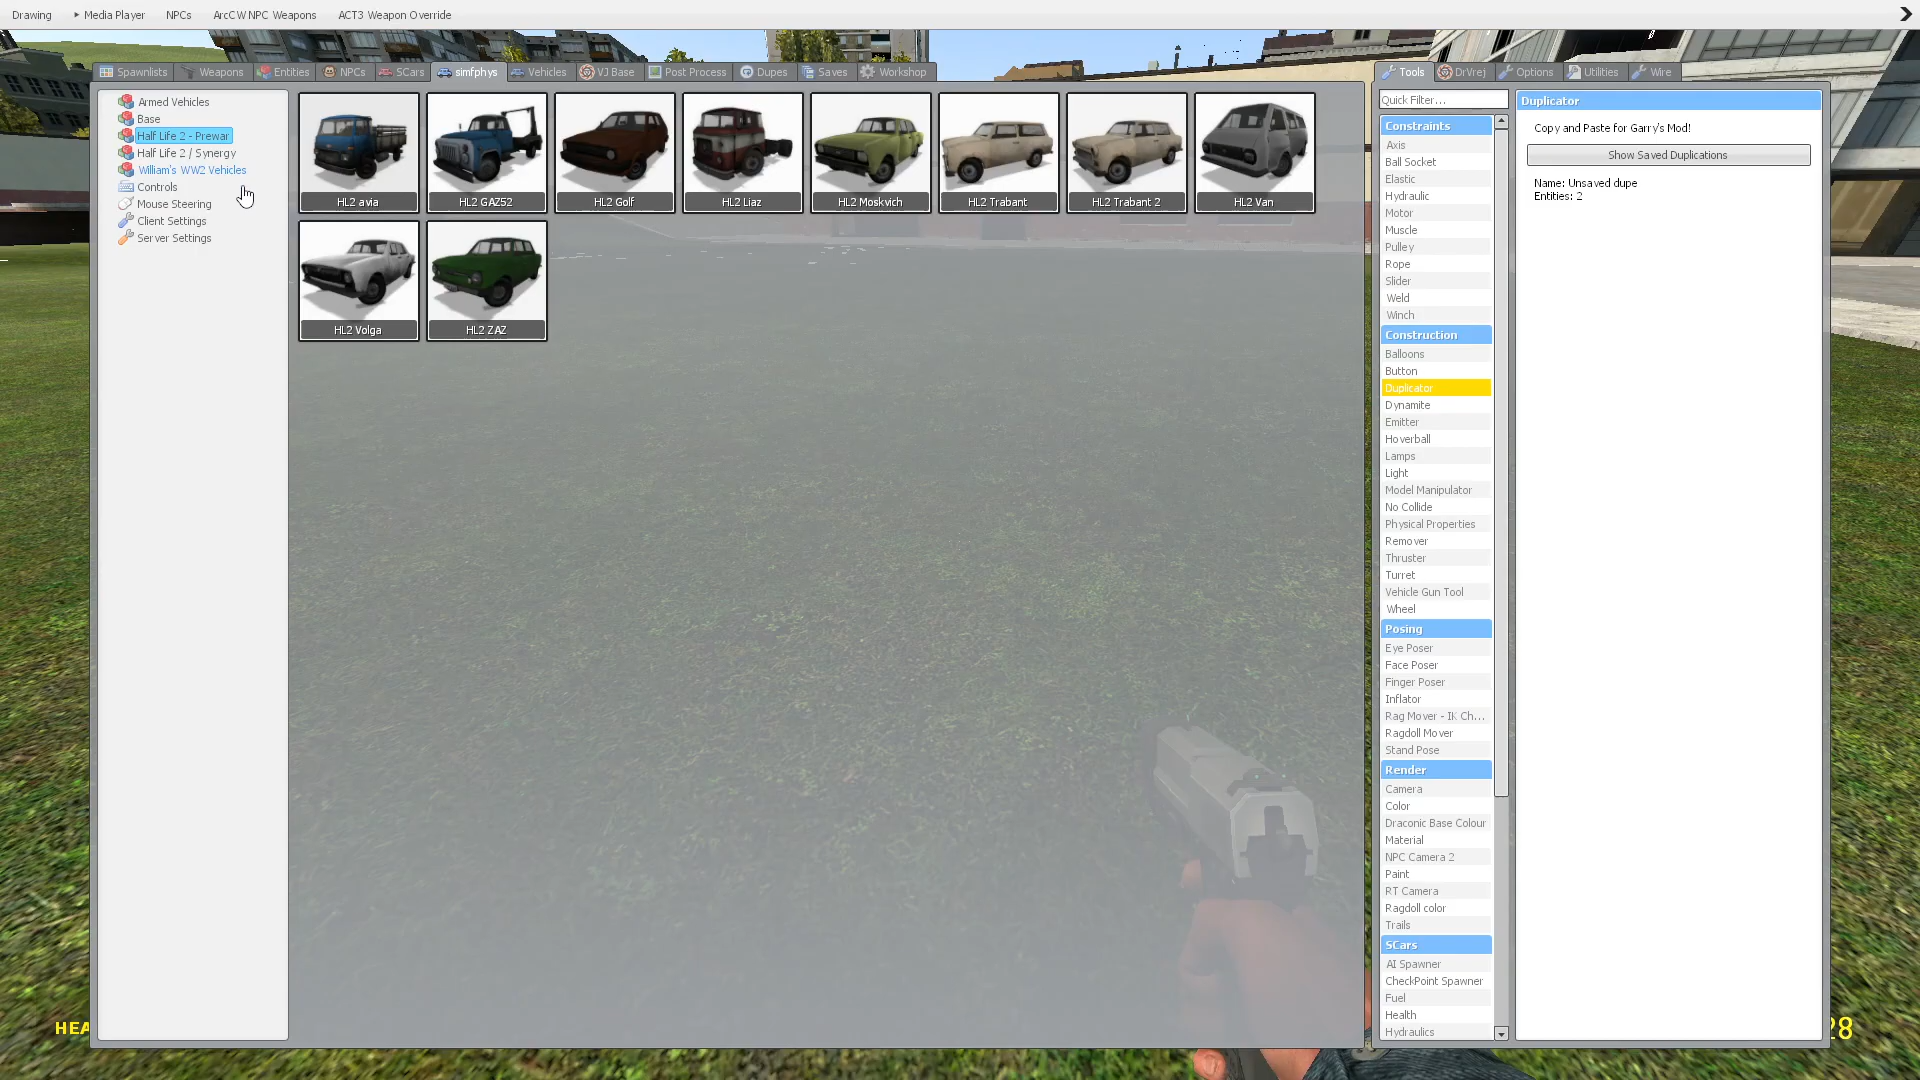 Drawing
Media Player
NPCs
ArcCW NPC Weapons
ACT3 Weapon Override
Spawnlists
Weapons
Entities
NPCs
SCars
simfphys
Vehicles
VJ Base
Post Process
Dupes
Saves
Workshop
Tools
DrVrej
Options
Utilities
Wire
Armed Vehicles
Base
Half Life 2 - Prewar
Half Life 2 / Synergy
William's WW2 Vehicles
Controls
Mouse Steering
Client Settings
Server Settings
HL2 avia
HL2 GAZ52
HL2 Golf
HL2 Liaz
HL2 Moskvich
HL2 Trabant
HL2 Trabant 2
HL2 Van
HL2 Volga
HL2 ZAZ
Quick Filter...
Constraints
Axis
Ball Socket
Elastic
Hydraulic
Motor
Muscle
Pulley
Rope
Slider
Weld
Winch
Construction
Balloons
Button
Duplicator
Dynamite
Emitter
Hoverball
Lamps
Light
Model Manipulator
No Collide
Physical Properties
Remover
Thruster
Turret
Vehicle Gun Tool
Wheel
Posing
Eye Poser
Face Poser
Finger Poser
Inflator
Rag Mover - IK Ch...
Ragdoll Mover
Stand Pose
Render
Camera
Color
Draconic Base Colour
Material
NPC Camera 2
Paint
RT Camera
Ragdoll color
Trails
SCars
AI Spawner
CheckPoint Spawner
Fuel
Health
Hydraulics
Duplicator
Copy and Paste for Garry's Mod!
Show Saved Duplications
Name: Unsaved dupe
Entities: 2
HEA
28